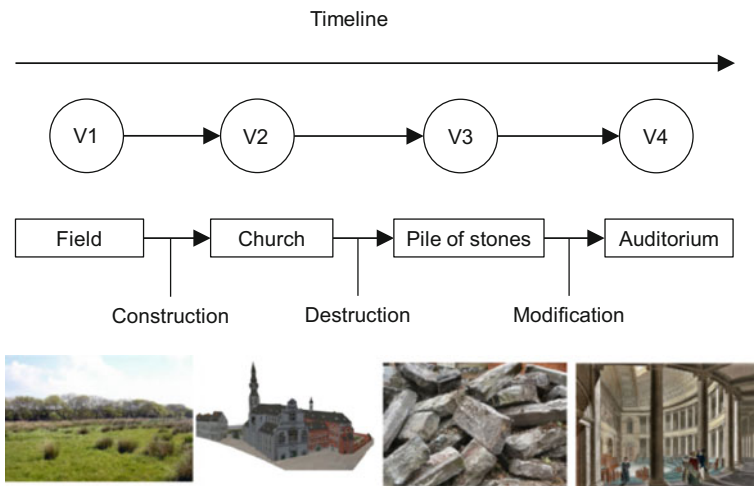 Timeline
V1 V2 V3 V4
Field Church Pile of stones Auditorium
Construction Destruction Modification